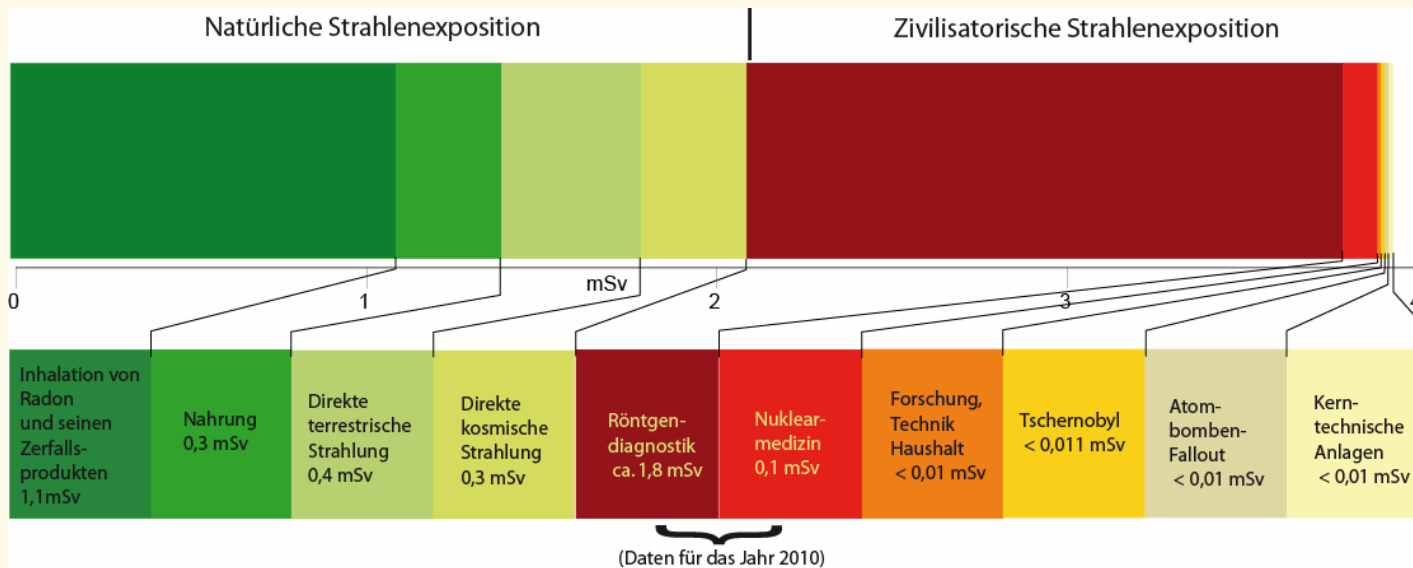 Natürliche Strahlenexposition
Zivilisatorische Strahlenexposition
mSv
0
1
2
3
4
Inhalation von
Radon
und seinen
Zerfalls-
produkten
1,1mSv
Nahrung
0,3 mSv
Direkte
terrestrische
Strahlung
0,4 mSv
Direkte
kosmische
Strahlung
0,3 mSv
Röntgen-
diagnostik
ca. 1,8 mSv
Nuklear-
medizin
0,1 mSv
Forschung,
Technik
Haushalt
< 0,01 mSv
Tschernobyl
< 0,011 mSv
Atom-
bomben-
Fallout
< 0,01 mSv
Kern-
technische
Anlagen
< 0,01 mSv
(Daten für das Jahr 2010)